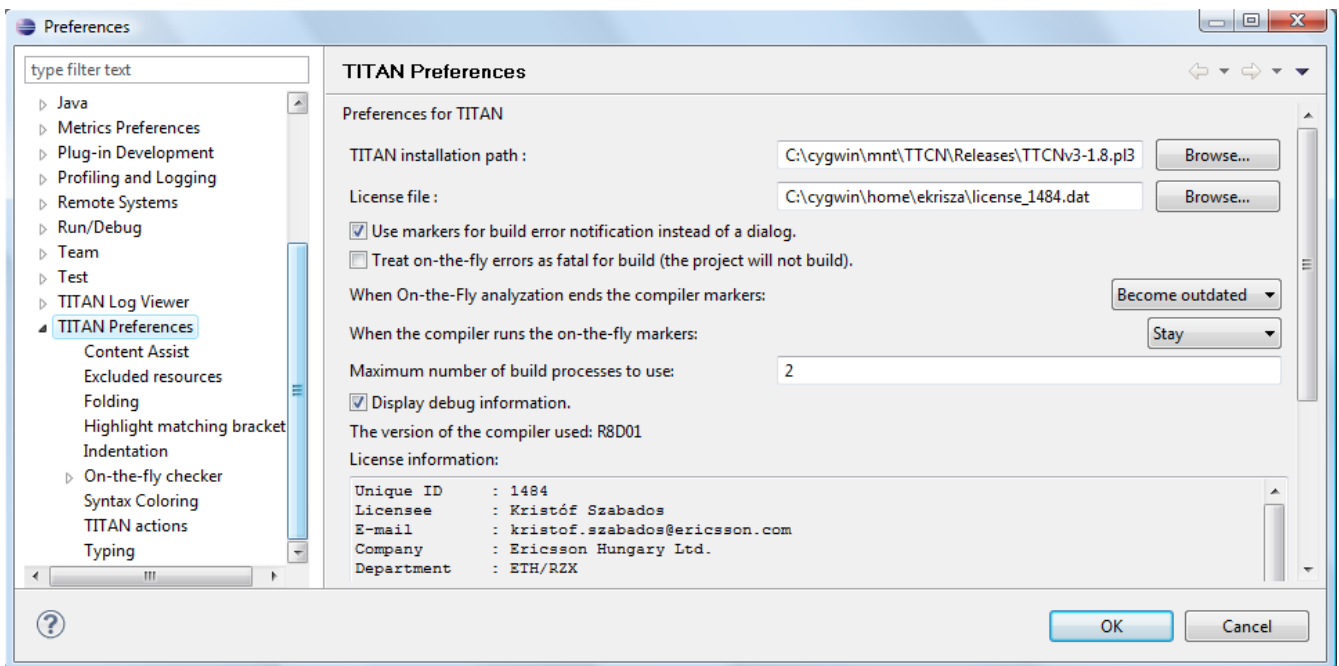 Preferences
type filter text
Java
Metrics Preferences
Plug-in Development
Profiling and Logging
Remote Systems
Run/Debug
Team
Test
TITAN Log Viewer
TITAN Preferences
Content Assist
Excluded resources
Folding
Highlight matching bracket
Indentation
On-the-fly checker
Syntax Coloring
TITAN actions
Typing
TITAN Preferences
Preferences for TITAN
TITAN installation path : C:\cygwin\mnt\TTCN\Releases\TTCNv3-1.8.pl3 Browse...
License file : C:\cygwin\home\ekrisza\license_1484.dat Browse...
Use markers for build error notification instead of a dialog.
Treat on-the-fly errors as fatal for build (the project will not build).
When On-the-Fly analyzation ends the compiler markers: Become outdated
When the compiler runs the on-the-fly markers: Stay
Maximum number of build processes to use: 2
Display debug information.
The version of the compiler used: R8D01
License information:
Unique ID : 1484
Licensee : Kristóf Szabados
E-mail : kristof.szabados@ericsson.com
Company : Ericsson Hungary Ltd.
Department : ETH/RZX
OK Cancel